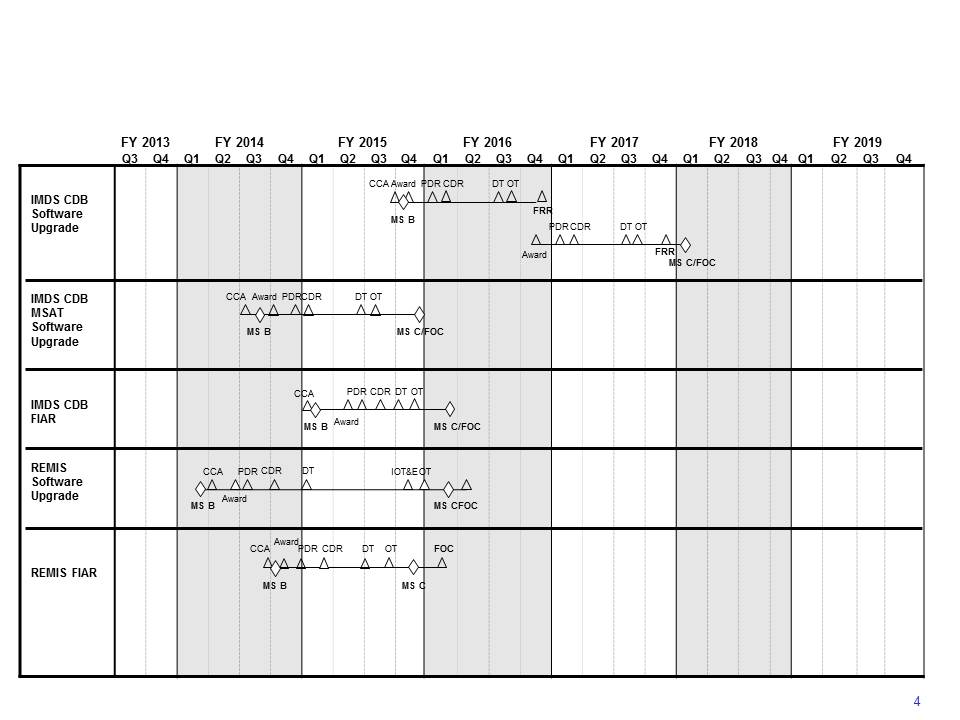 FY 2013 FY 2014 FY 2015 FY 2016 FY 2017 FY 2018 FY 2019
Q3 Q4 Q1 Q2 Q3 Q4 Q1 Q2 Q3 Q4 Q1 Q2 Q3 Q4 Q1 Q2 Q3 Q4 Q1 Q2 Q3 Q4 Q1 Q2 Q3 Q4
IMDS CDB
Software
Upgrade
CCA Award PDR CDR DT OT
MS B
FRR
PDR CDR DT OT
Award
FRR
MS C/FOC
IMDS CDB
MSAT
Software
Upgrade
CCA Award PDR CDR DT OT
MS B MS C/FOC
IMDS CDB
FIAR
CCA PDR CDR DT OT
MS B Award MS C/FOC
REMIS
Software
Upgrade
CCA PDR CDR DT IOT&E OT
Award
MS B MS CFOC
REMIS FIAR
Award
CCA PDR CDR DT OT FOC
MS B MS C
4